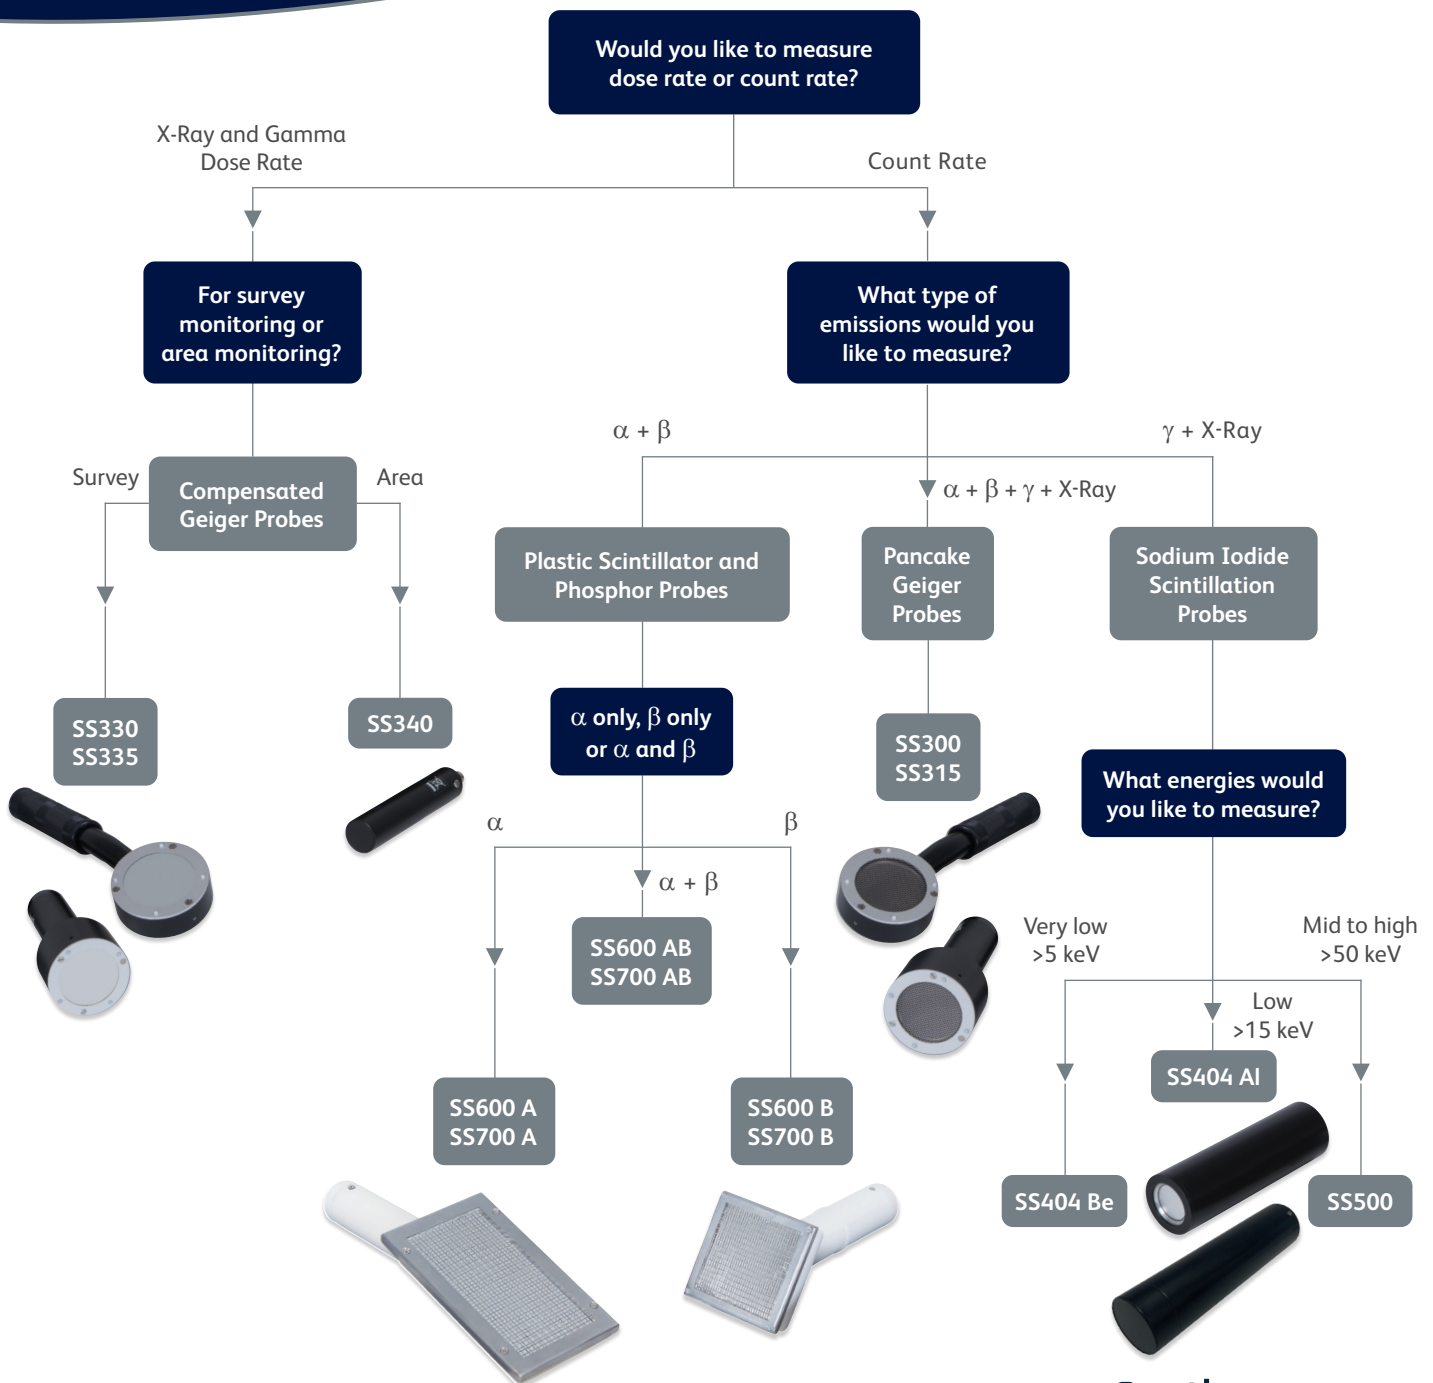 Would you like to measure
dose rate or count rate?
X-Ray and Gamma
Dose Rate
Count Rate
For survey
monitoring or
area monitoring?
What type of
emissions would you
like to measure?
α + β
γ + X-Ray
α + β + γ + X-Ray
Survey
Compensated
Geiger Probes
Area
Plastic Scintillator and
Phosphor Probes
Pancake
Geiger
Probes
Sodium Iodide
Scintillation
Probes
SS330
SS335
SS340
α only, β only
or α and β
SS300
SS315
What energies would
you like to measure?
α
β
α + β
SS600 AB
SS700 AB
Very low
>5 keV
Mid to high
>50 keV
Low
>15 keV
SS404 Al
SS600 A
SS700 A
SS600 B
SS700 B
SS404 Be
SS500